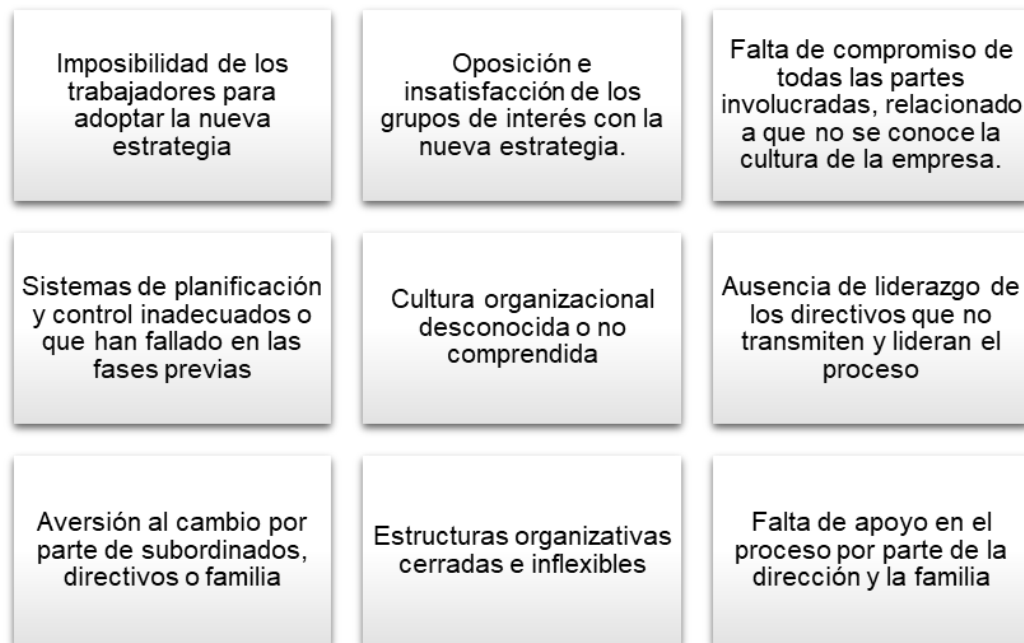 Imposibilidad de los
trabajadores para
adoptar la nueva
estrategia
Oposición e
insatisfacción de los
grupos de interés con la
nueva estrategia.
Falta de compromiso de
todas las partes
involucradas, relacionado
a que no se conoce la
cultura de la empresa.
Sistemas de planificación
y control inadecuados o
que han fallado en las
fases previas
Cultura organizacional
desconocida o no
comprendida
Ausencia de liderazgo de
los directivos que no
transmiten y lideran el
proceso
Aversión al cambio por
parte de subordinados,
directivos o familia
Estructuras organizativas
cerradas e inflexibles
Falta de apoyo en el
proceso por parte de la
dirección y la familia